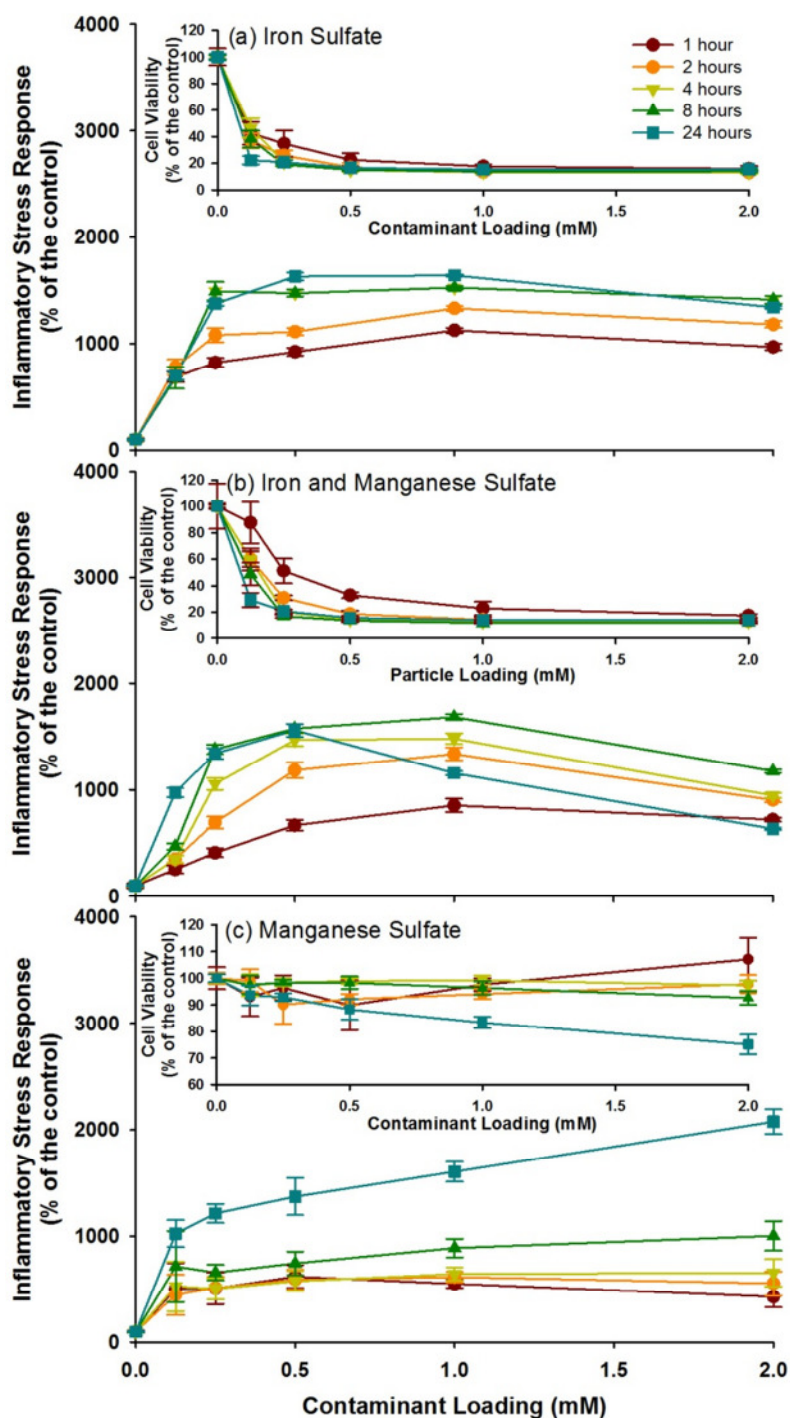 (a) Iron Sulfate
1 hour
2 hours
4 hours
8 hours
24 hours
Cell Viability
(% of the control)
120
100
80
60
40
20
0
0.0 0.5 1.0 1.5 2.0
Contaminant Loading (mM)
Inflammatory Stress Response
(% of the control)
4000
3000
2000
1000
0
(b) Iron and Manganese Sulfate
Cell Viability
(% of the control)
120
100
80
60
40
20
0
0.0 0.5 1.0 1.5 2.0
Particle Loading (mM)
Inflammatory Stress Response
(% of the control)
4000
3000
2000
1000
0
(c) Manganese Sulfate
Cell Viability
(% of the control)
120
110
100
90
80
70
60
0.0 0.5 1.0 1.5 2.0
Contaminant Loading (mM)
Inflammatory Stress Response
(% of the control)
4000
3000
2000
1000
0
0.0 0.5 1.0 1.5 2.0
Contaminant Loading (mM)